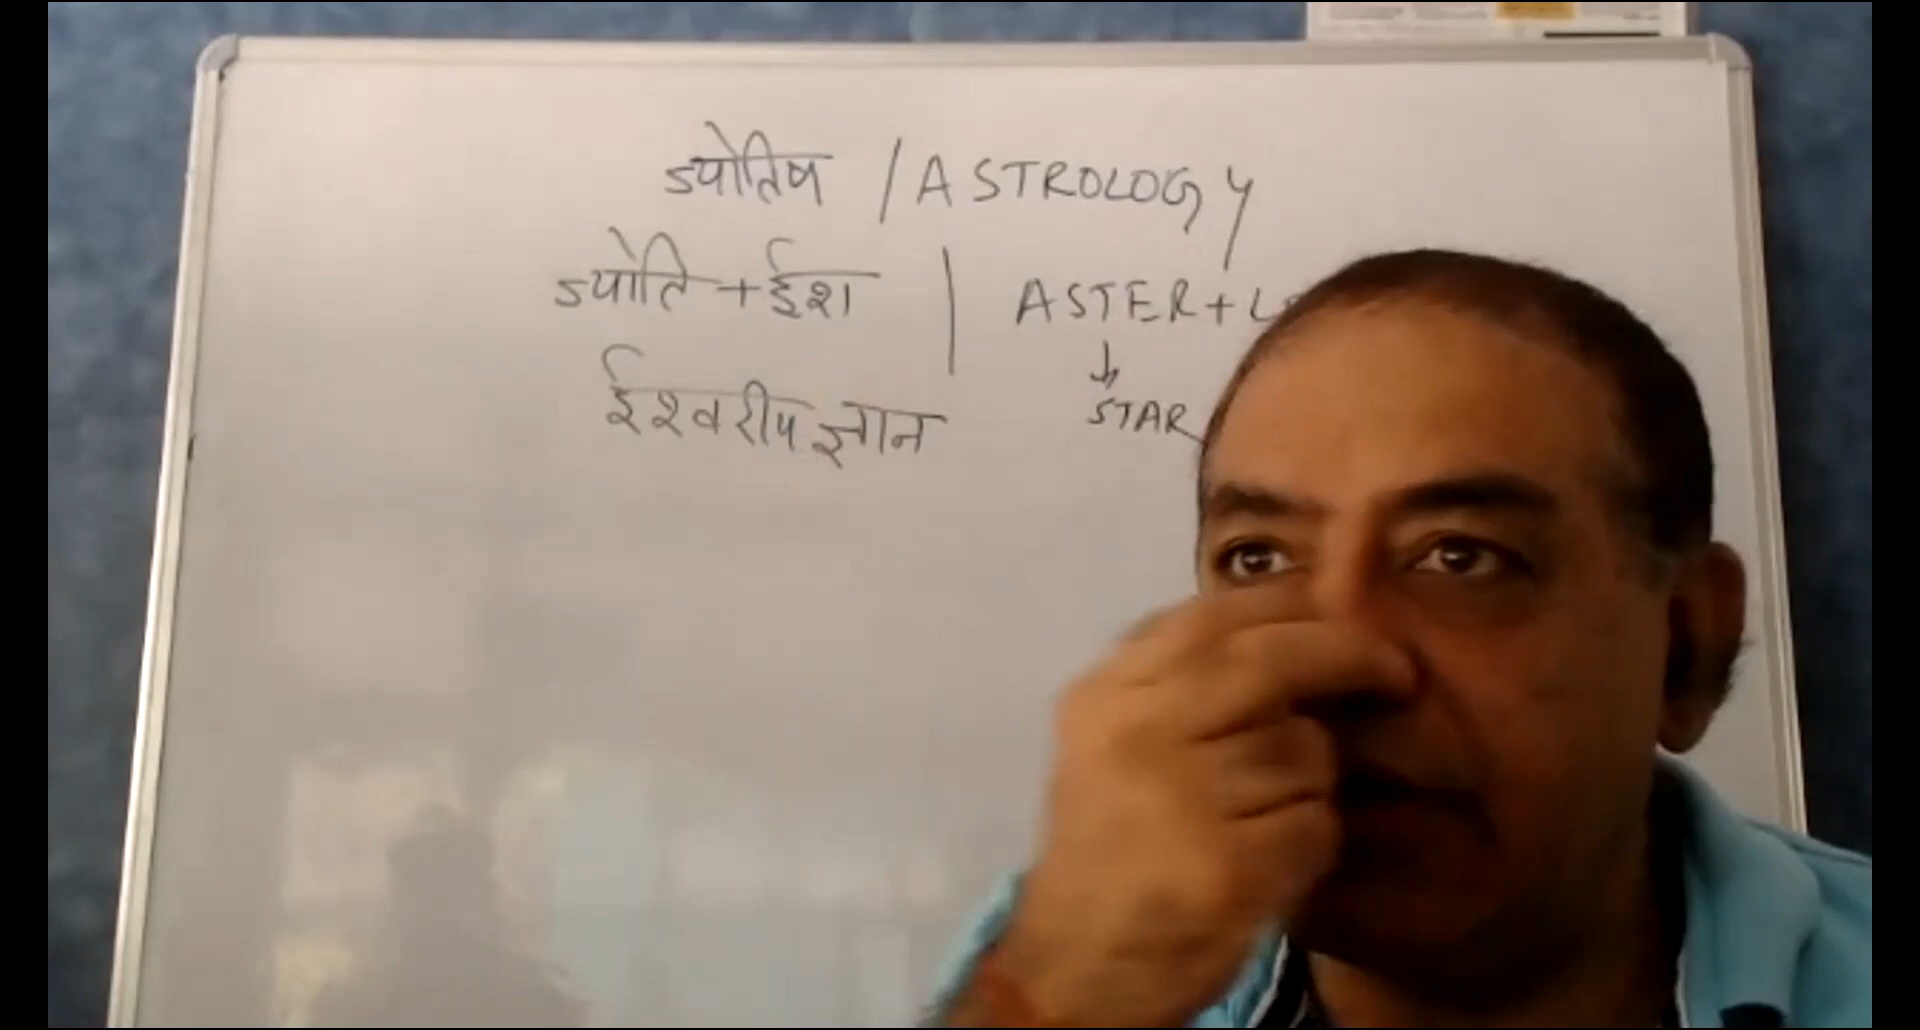 ज्योतिष / ASTROLOGY
ज्योति + ईश | ASTER +
ईश्वरीय ज्ञान
STAR